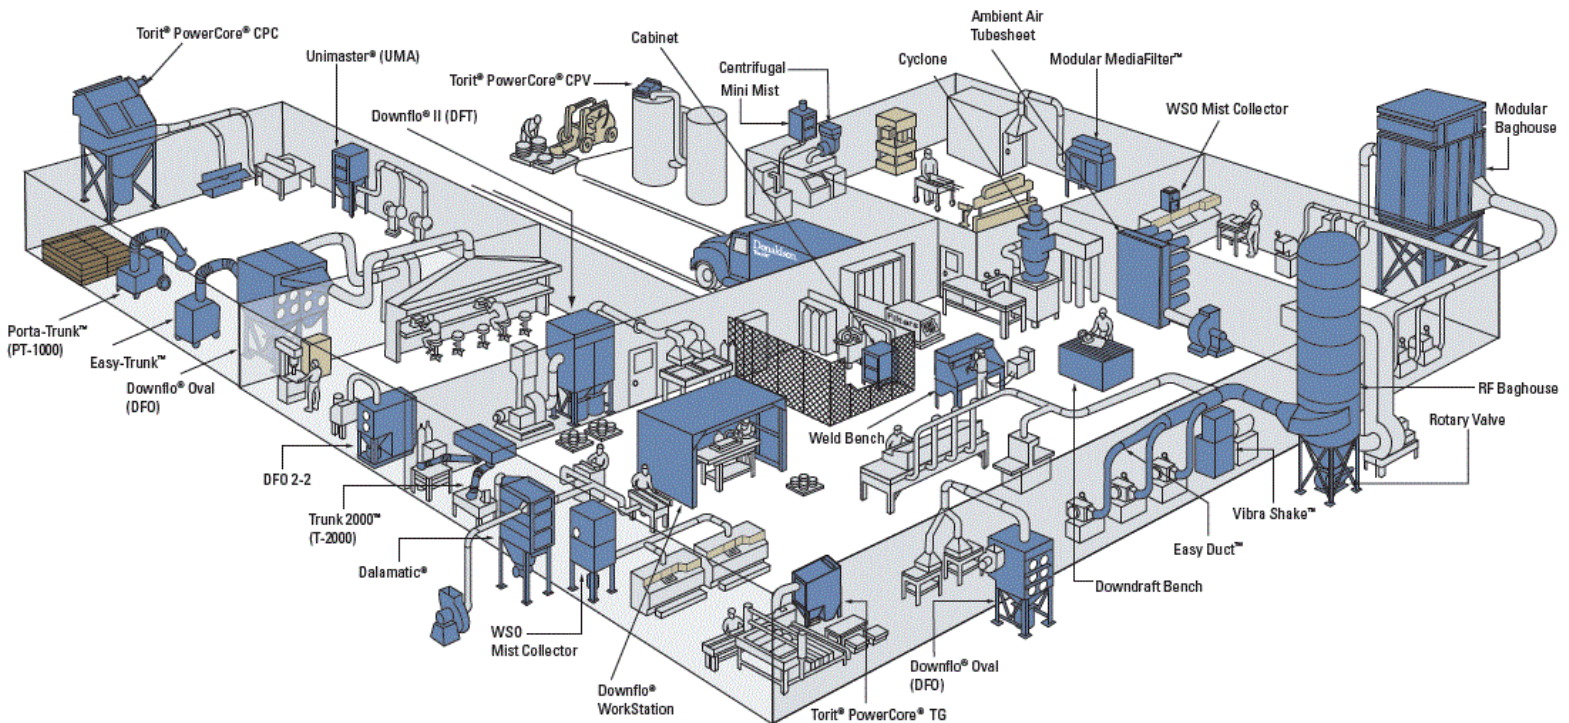 Torit® PowerCore® CPC
Unimaster® (UMA)
Downflo® II (DFT)
Torit® PowerCore® CPV
Cabinet
Centrifugal
Mini Mist
Cyclone
Ambient Air
Tubesheet
Modular MediaFilter™
WSO Mist Collector
Modular
Baghouse
Donaldson
Filters
Porta-Trunk™
(PT-1000)
Easy-Trunk™
Downflo® Oval
(DFO)
DFO 2-2
Trunk 2000™
(T-2000)
Dalamatic®
WSO
Mist Collector
Downflo®
WorkStation
Torit® PowerCore® TG
Downflo® Oval
(DFO)
Weld Bench
Downdraft Bench
Easy Duct™
Vibra Shake™
Rotary Valve
RF Baghouse